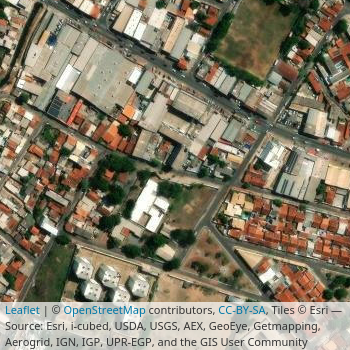 Leaflet | © OpenStreetMap contributors, CC-BY-SA, Tiles © Esri —
Source: Esri, i-cubed, USDA, USGS, AEX, GeoEye, Getmapping,
Aerogrid, IGN, IGP, UPR-EGP, and the GIS User Community